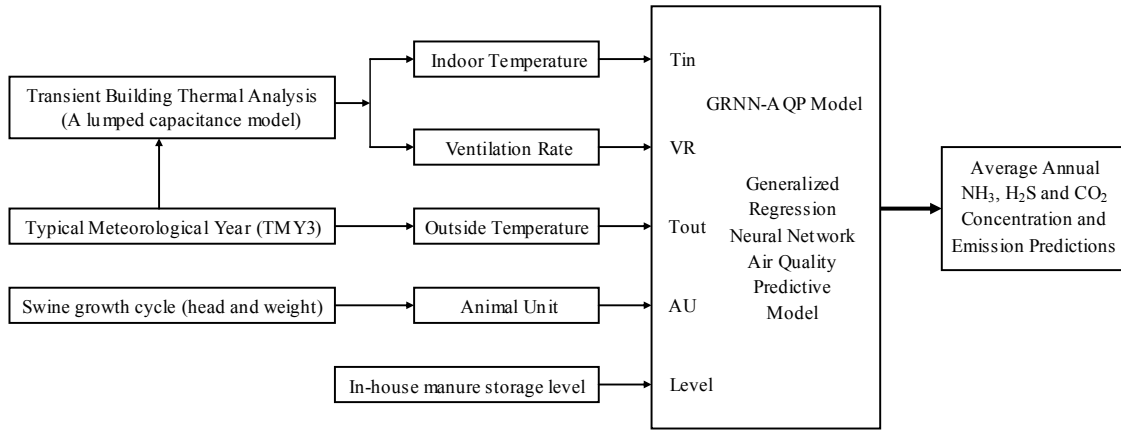 Indoor Temperature
Tin
Transient Building Thermal Analysis
(A lumped capacitance model)
GRNN-AQP Model
Ventilation Rate
VR
Average Annual
NH₃, H₂S and CO₂
Concentration and
Emission Predictions
Generalized
Regression
Neural Network
Air Quality
Predictive
Model
Typical Meteorological Year (TMY3)
Outside Temperature
Tout
Swine growth cycle (head and weight)
Animal Unit
AU
In-house manure storage level
Level